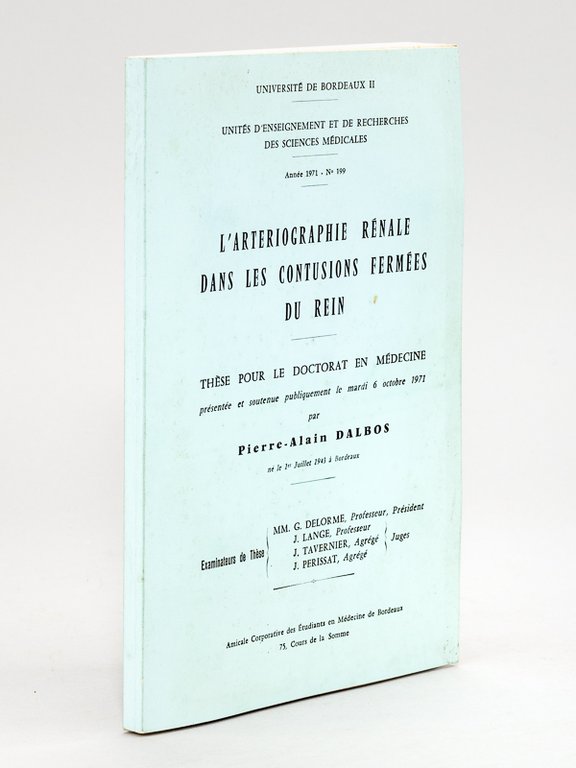 UNIVERSITÉ DE BORDEAUX II
UNITÉS D'ENSEIGNEMENT ET DE RECHERCHES
DES SCIENCES MÉDICALES
Année 1971 - Nº 199
L'ARTERIOGRAPHIE RÉNALE
DANS LES CONTUSIONS FERMÉES
DU REIN
THÈSE POUR LE DOCTORAT EN MÉDECINE
présentée et soutenue publiquement le mardi 6 octobre 1971
par
Pierre-Alain DALBOS
né le 1er Juillet 1943 à Bordeaux
Examinateurs de Thèse
MM. G. DELORME, Professeur, Président
J. LANGE, Professeur
J. TAVERNIER, Agrégé
J. PERISSAT, Agrégé
Juges
Amicale Corporative des Étudiants en Médecine de Bordeaux
75, Cours de la Somme